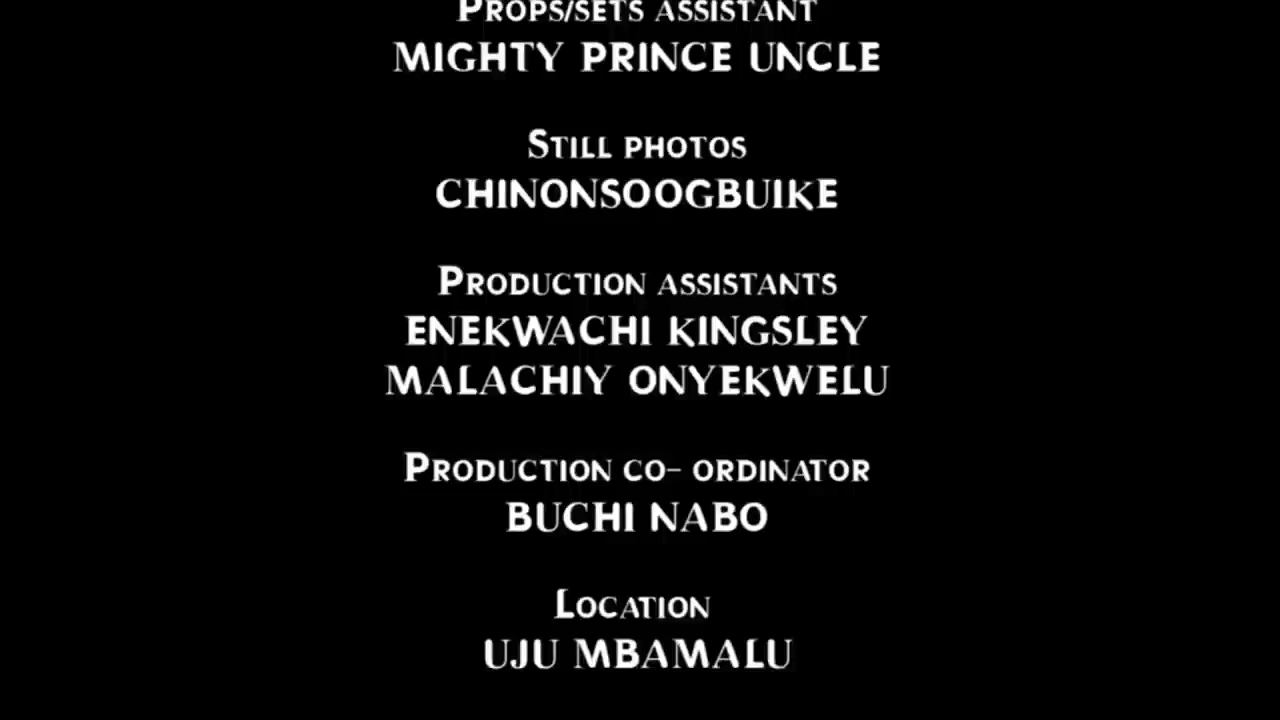 Props/sets assistant
MIGHTY PRINCE UNCLE
Still photos
CHINONSOOGBUIKE
Production assistants
ENEKWACHI KINGSLEY
MALACHIY ONYEKWELU
Production co- ordinator
BUCHI NABO
Location
UJU MBAMALU